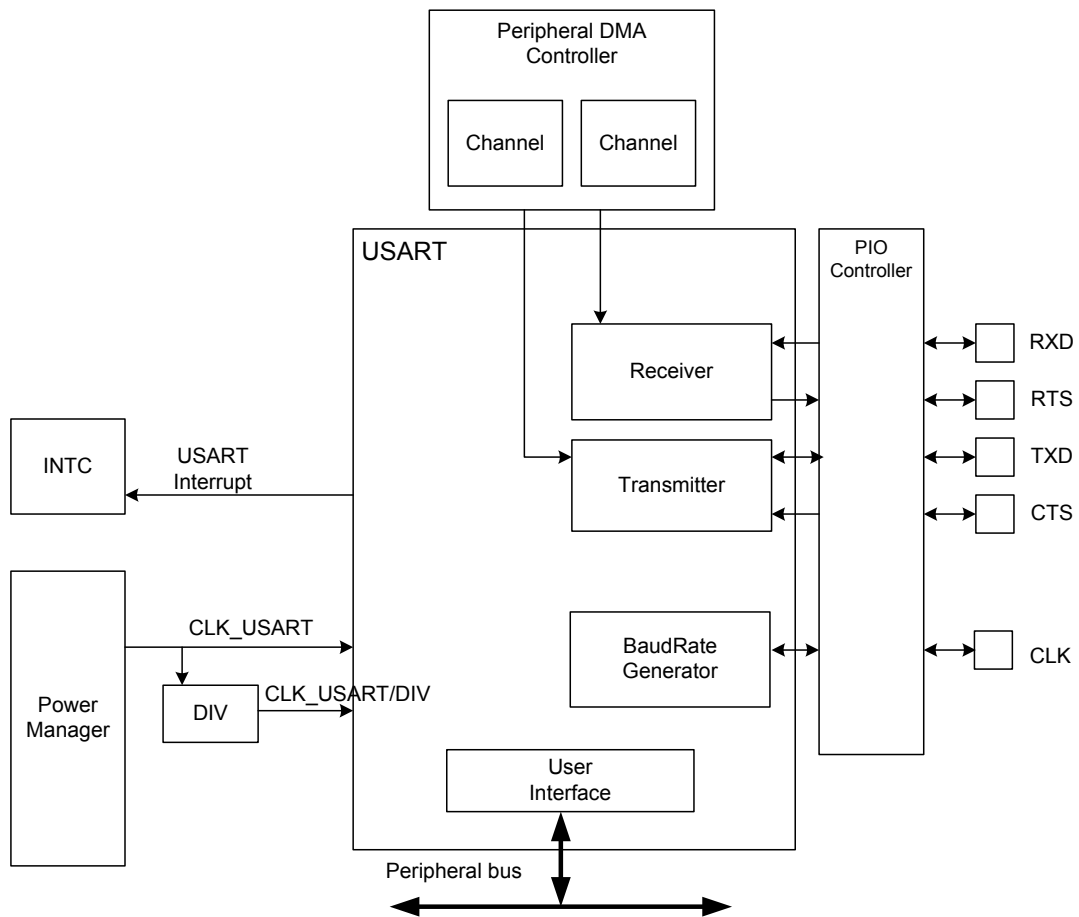 Peripheral DMA
Controller
Channel
Channel
USART
PIO
Controller
Receiver
RXD
RTS
INTC
USART
Interrupt
Transmitter
TXD
CTS
CLK_USART
BaudRate
Generator
CLK
Power
Manager
DIV
CLK_USART/DIV
User
Interface
Peripheral bus